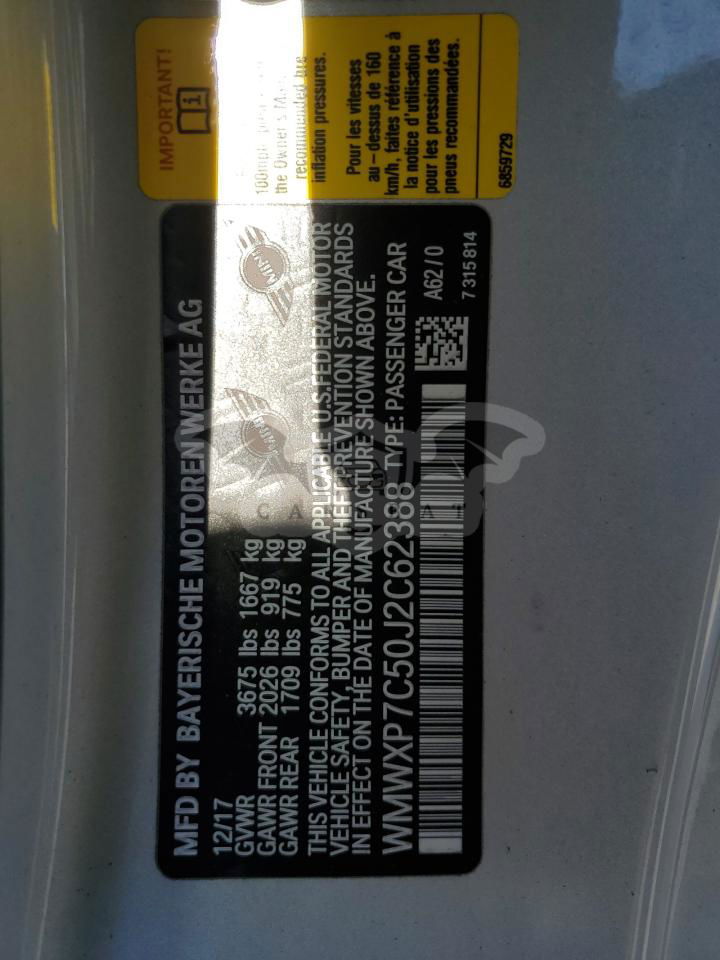 IMPORTANT!
100mph
the Owner's
recommended
inflation pressures.
Pour les vitesses
au-dessus de 160
km/h, faites référence à
la notice d'utilisation
pour les pressions des
pneus recommandées.
6859729
MFD BY BAYERISCHE MOTOREN WERKE AG
12/17
GVWR 3675 lbs 1667 kg
GAWR FRONT 2026 lbs 919 kg
GAWR REAR 1709 lbs 775 kg
MINI
MINI
THIS VEHICLE CONFORMS TO ALL APPLICABLE U.S.FEDERAL MOTOR
VEHICLE SAFETY, BUMPER AND THEFT PREVENTION STANDARDS
IN EFFECT ON THE DATE OF MANUFACTURE SHOWN ABOVE.
WMWXP7C50J2C62388 TYPE: PASSENGER CAR
A62/0
7 315 814